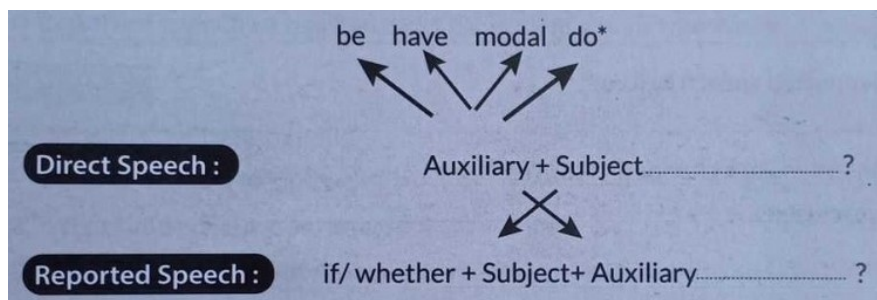 be have modal do*
Direct Speech : Auxiliary + Subject..............................?
Reported Speech : if/ whether + Subject+ Auxiliary..............................?